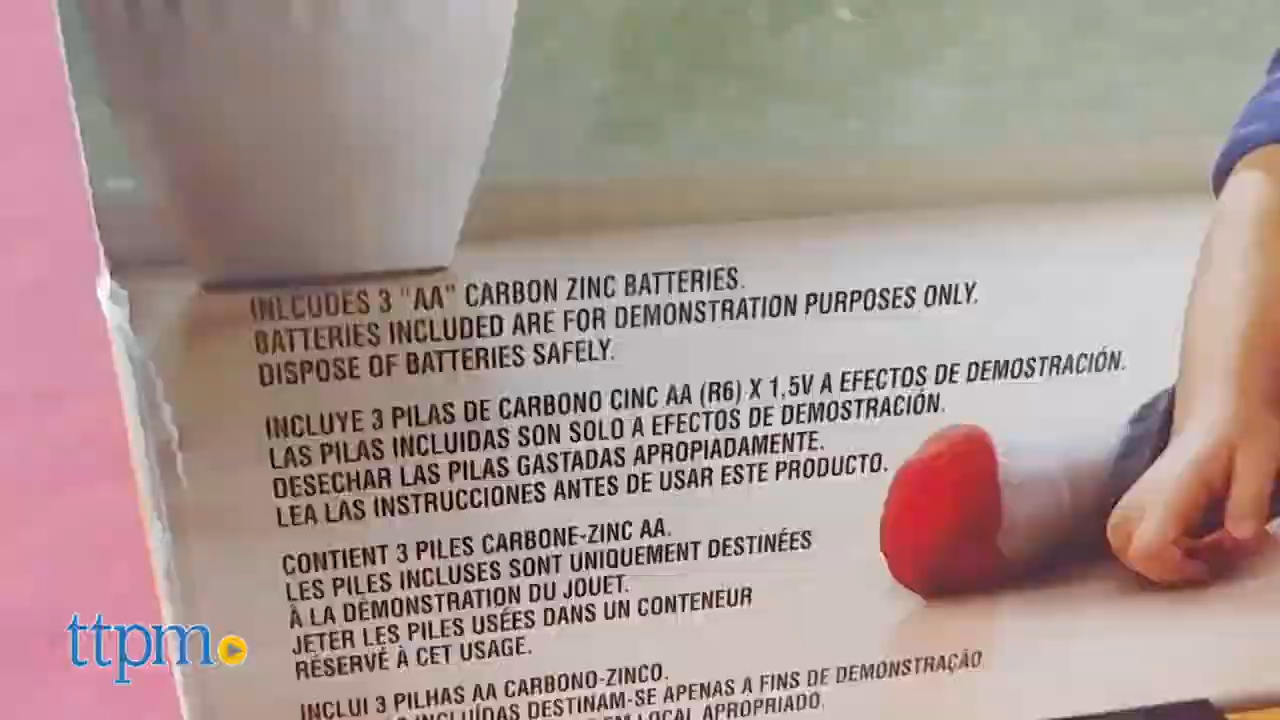 INLCUDES 3 "AA" CARBON ZINC BATTERIES.
BATTERIES INCLUDED ARE FOR DEMONSTRATION PURPOSES ONLY.
DISPOSE OF BATTERIES SAFELY.
INCLUYE 3 PILAS DE CARBONO CINC AA (R6) X 1,5V A EFECTOS DE DEMOSTRACIÓN.
LAS PILAS INCLUIDAS SON SOLO A EFECTOS DE DEMOSTRACIÓN.
DESECHAR LAS PILAS GASTADAS APROPIADAMENTE.
LEA LAS INSTRUCCIONES ANTES DE USAR ESTE PRODUCTO.
CONTIENT 3 PILES CARBONE-ZINC AA.
LES PILES INCLUSES SONT UNIQUEMENT DESTINÉES
À LA DÉMONSTRATION DU JOUET.
JETER LES PILES USÉES DANS UN CONTENEUR
RÉSERVÉ À CET USAGE.
INCLUI 3 PILHAS AA CARBONO-ZINCO.
INCLUÍDAS DESTINAM-SE APENAS A FINS DE DEMONSTRAÇÃO
EM LOCAL APROPRIADO.
ttpm